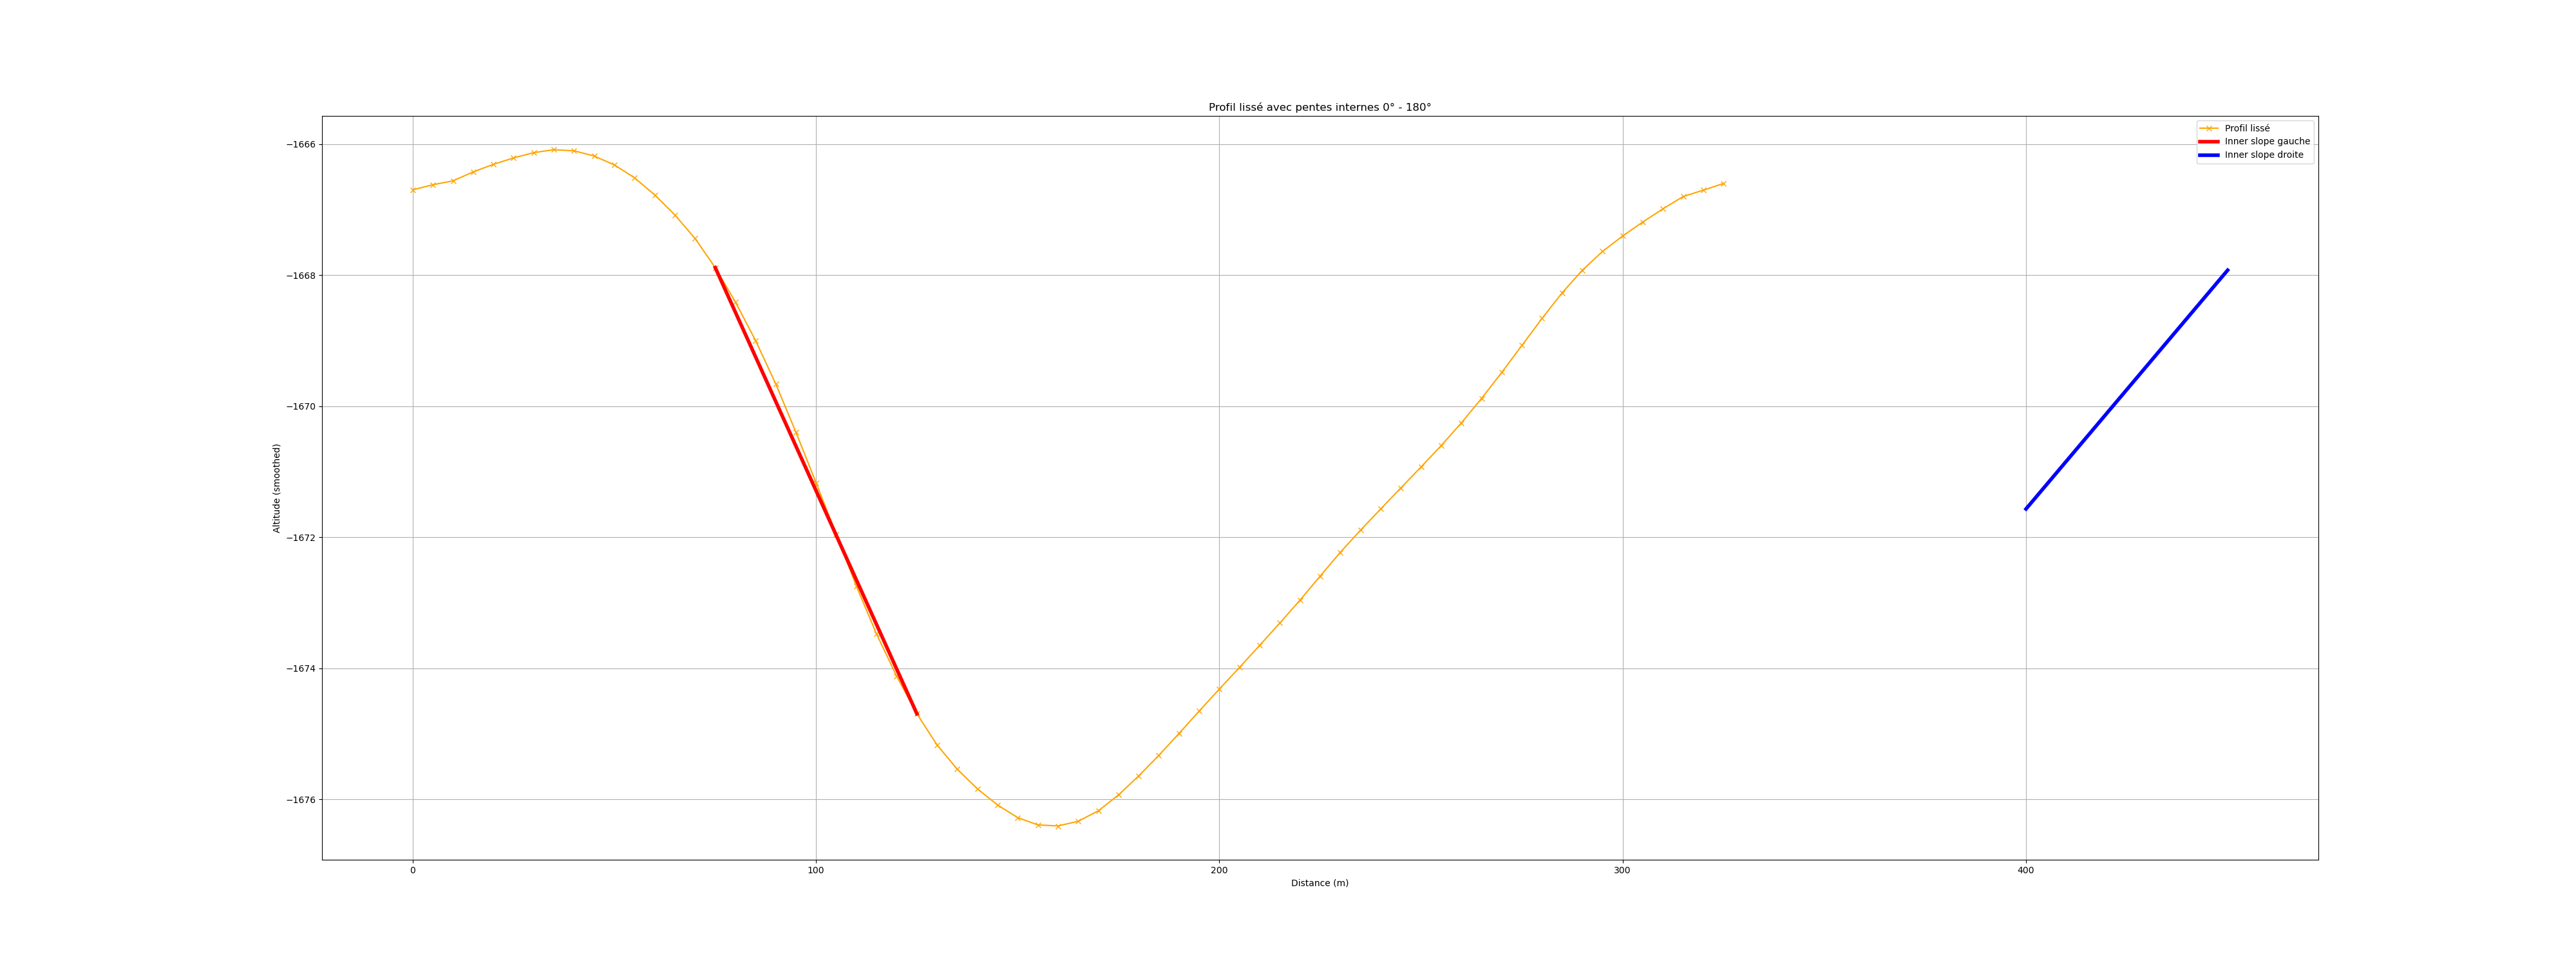 Profil lissé avec pentes internes 0° - 180°
Profil lissé
Inner slope gauche
Inner slope droite
−1666
−1668
−1670
−1672
−1674
−1676
Altitude (smoothed)
0
100
200
300
400
Distance (m)